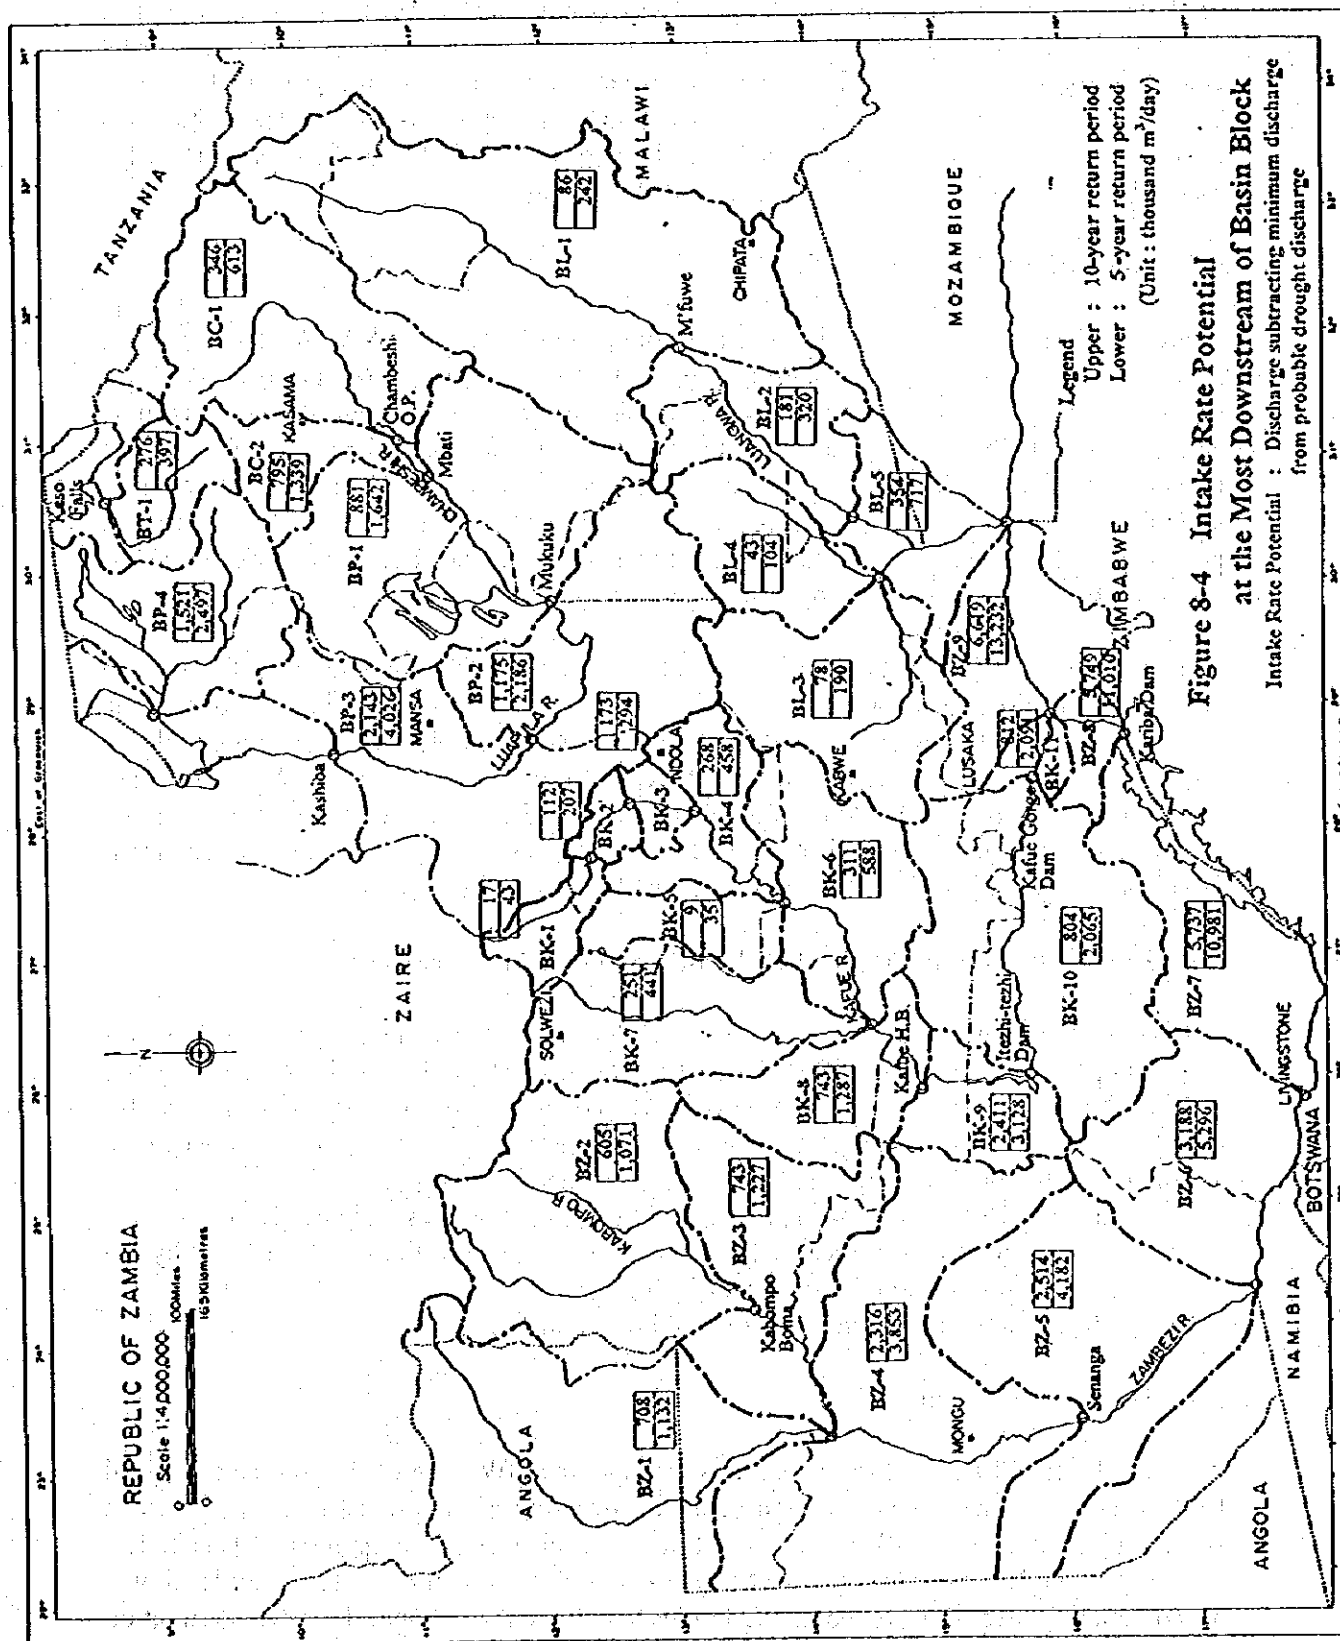 REPUBLIC OF ZAMBIA
Scale 1:4,000,000
100Miles
165Kilometres
N
East of Greenwich
TANZANIA
MALAWI
MOZAMBIQUE
ZIMBABWE
BOTSWANA
NAMIBIA
ANGOLA
ANGOLA
ZAIRE
Kaso
Falls
BT-1
276
397
BC-1
346
613
BC-2
795
1,339
KASAMA
Chambeshi
O.P.
Mbati
CHAMBESHI R.
BP-1
881
1,642
BP-4
1,521
2,497
BP-3
2,143
4,026
MANSA
Kashiba
BP-2
1,175
2,186
Mukuku
BL-1
86
242
M'fuwe
CHIPATA
LUANGWA R.
BL-2
181
320
BL-4
43
104
BL-5
354
717
BL-3
78
190
173
294
NDOLA
112
207
BK-2
BK-3
268
458
BK-4
17
43
BK-1
SOLWEZI
BK-5
9
35
BK-6
311
588
KABWE
BK-7
251
441
KAFUE R.
Kafue H.B.
BK-8
743
1,287
BK-9
2,411
3,128
Itezhi-tezhi
Dam
BK-10
804
2,065
Kafue Gorge
Dam
812
2,091
BK-11
LUSAKA
BZ-9
6,649
13,232
BZ-8
5,749
11,010
Kariba Dam
BZ-7
5,737
10,981
LIVINGSTONE
BZ-6
3,188
5,296
BZ-5
2,514
4,182
ZAMBEZI R
Senanga
MONGU
BZ-4
2,316
3,853
BZ-3
743
1,227
Kabompo
Boma
BZ-2
605
1,071
KABOMPO R
BZ-1
708
1,132
Legend
Upper : 10-year return period
Lower : 5-year return period
(Unit : thousand m³/day)
Figure 8-4 Intake Rate Potential
at the Most Downstream of Basin Block
Intake Rate Potential : Discharge subtracting minimum discharge
from probable drought discharge